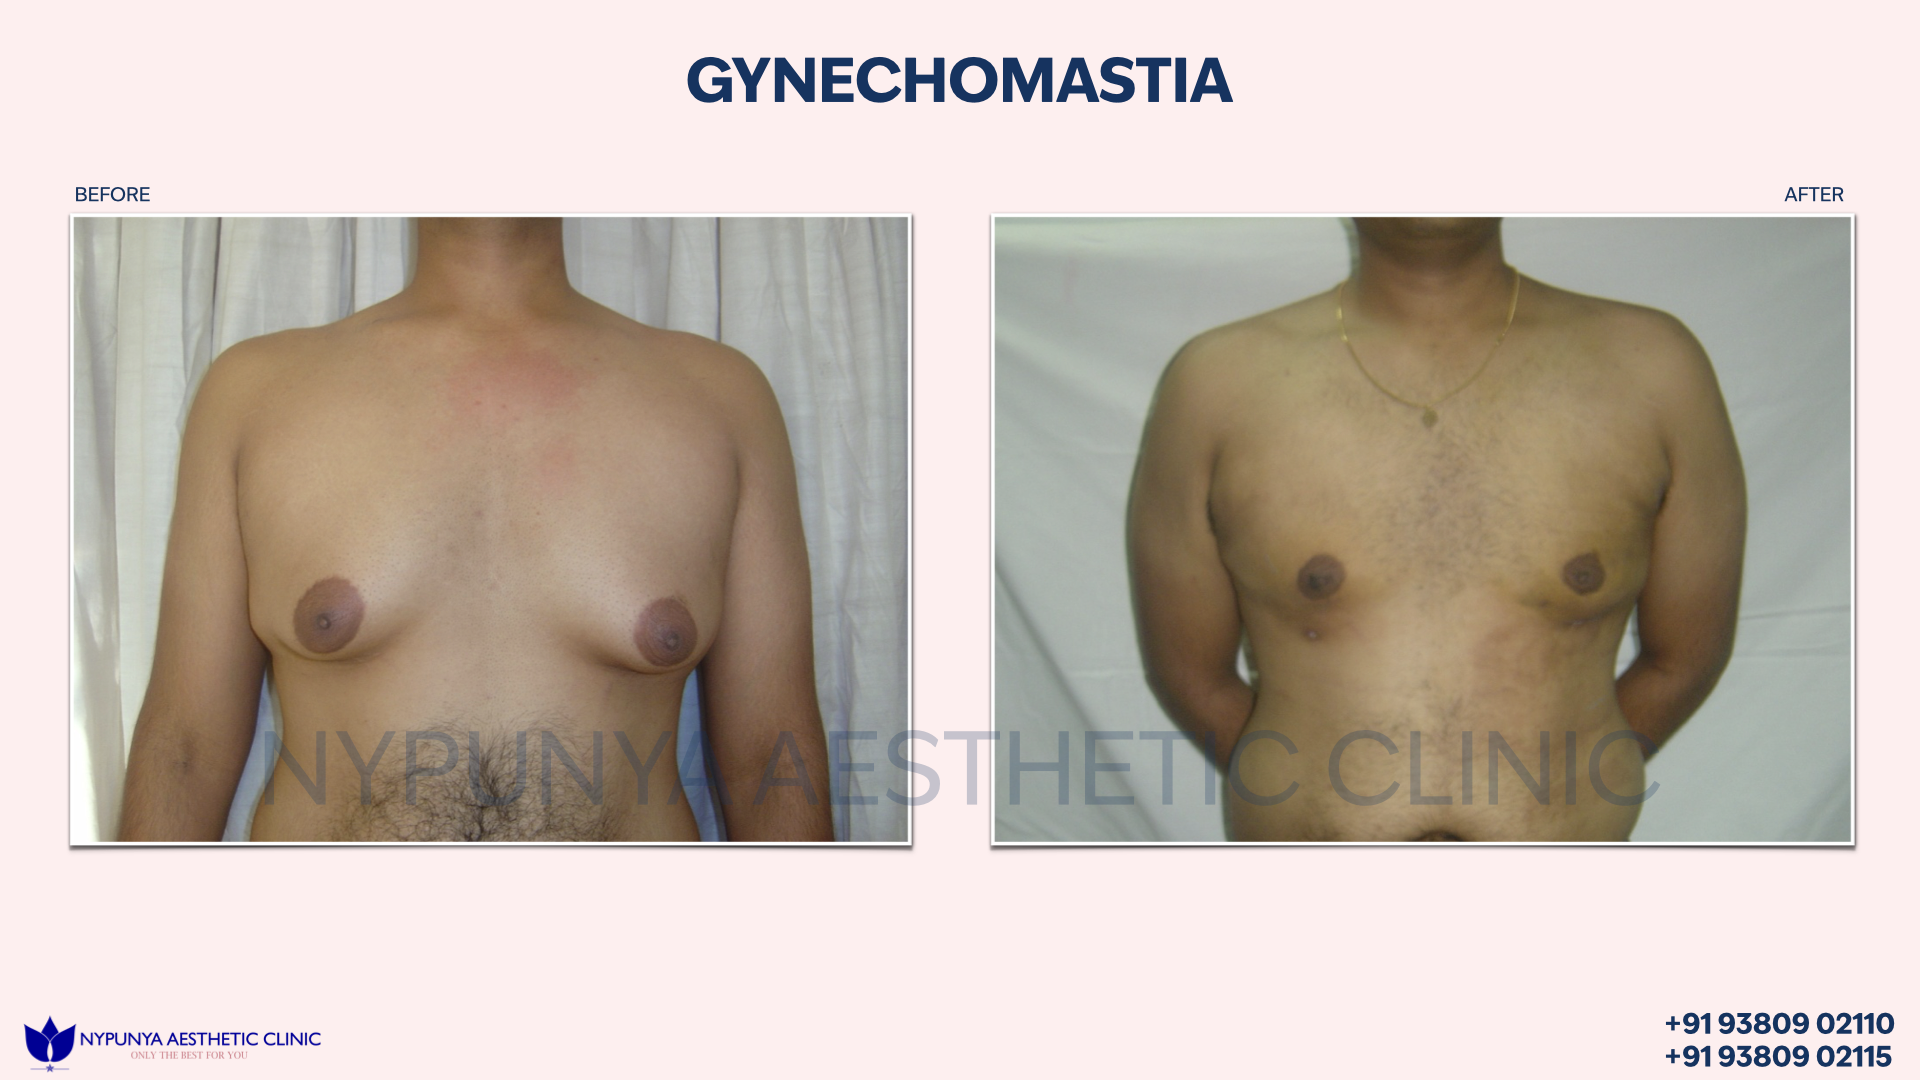 GYNECHOMASTIA
BEFORE
AFTER
NYPUNYA AESTHETIC CLINIC
NYPUNYA AESTHETIC CLINIC
ONLY THE BEST FOR YOU
+91 93809 02110
+91 93809 02115